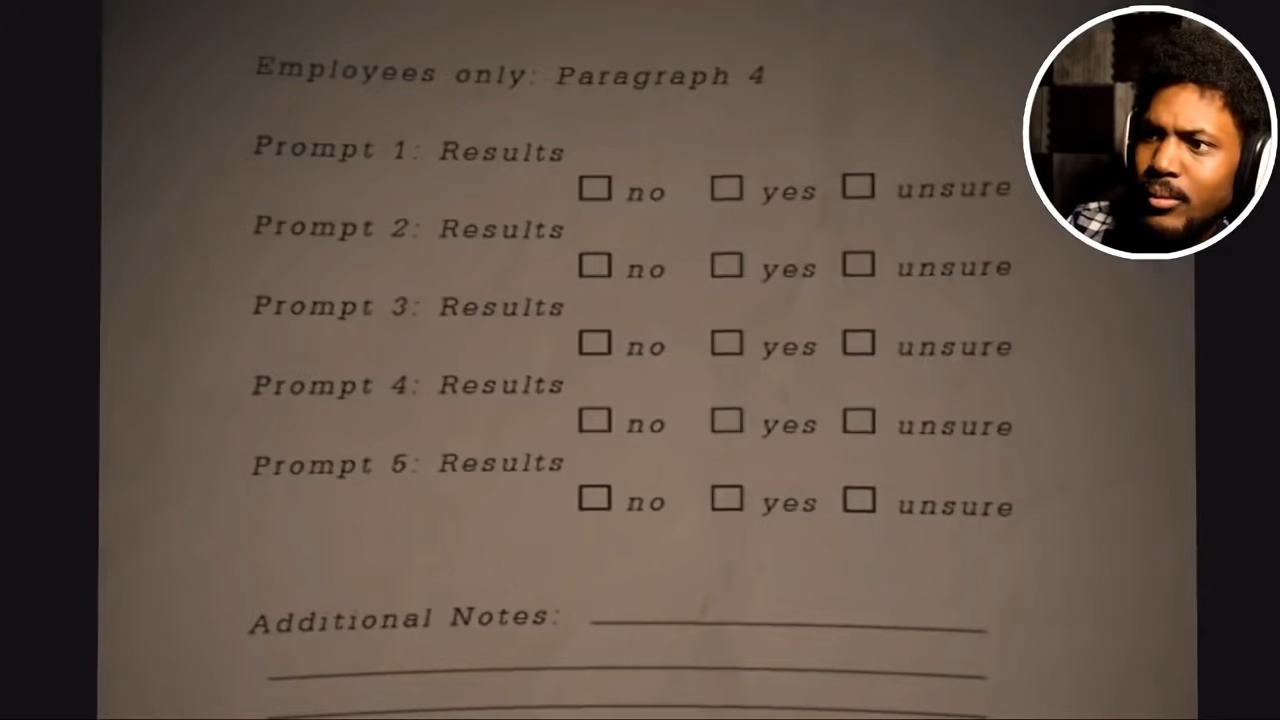 Employees only: Paragraph 4
Prompt 1: Results
no yes unsure
Prompt 2: Results
no yes unsure
Prompt 3: Results
no yes unsure
Prompt 4: Results
no yes unsure
Prompt 5: Results
no yes unsure
Additional Notes: